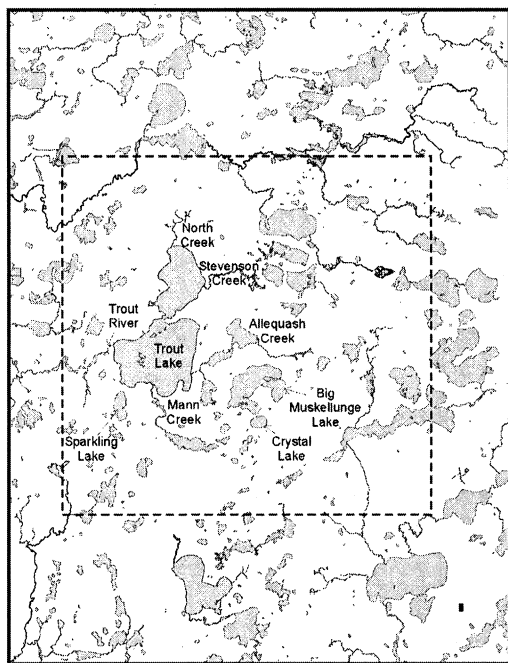 North
Creek
Stevenson
Creek
Trout
River
Allequash
Creek
Trout
Lake
Big
Muskellunge
Lake
Mann
Creek
Sparkling
Lake
Crystal
Lake